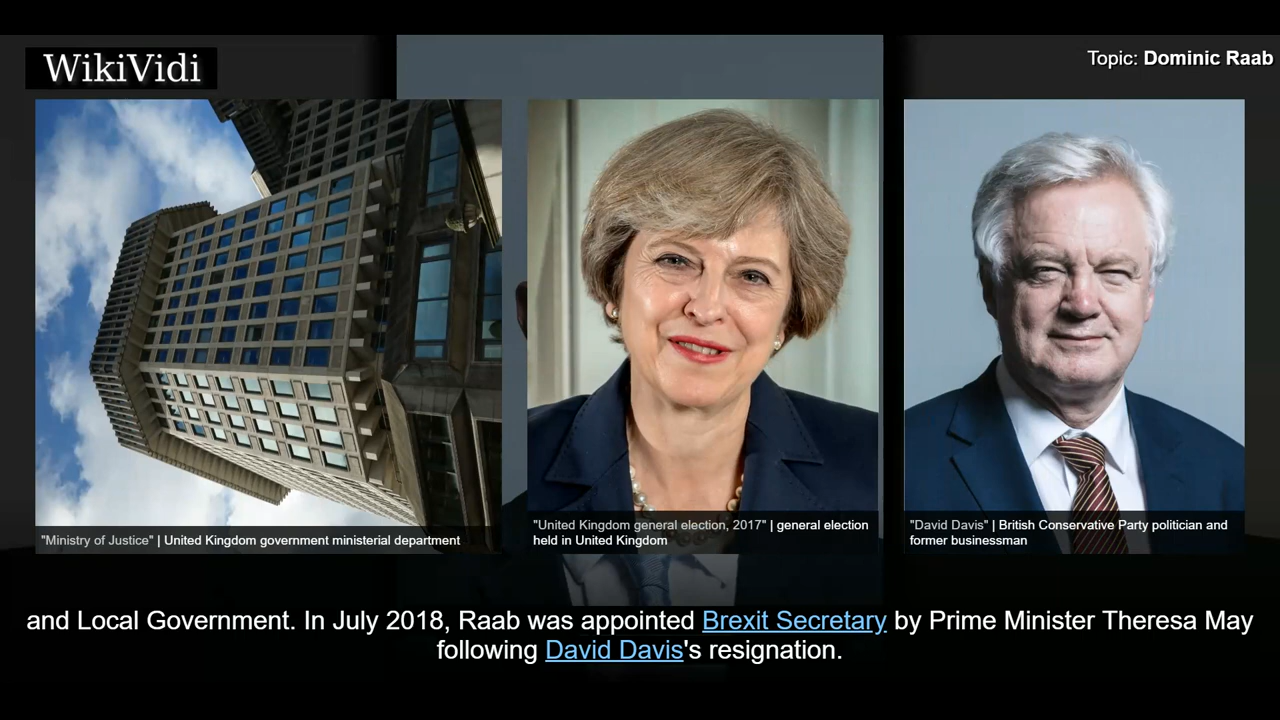 WikiVidi
Topic: Dominic Raab
"Ministry of Justice" | United Kingdom government ministerial department
"United Kingdom general election, 2017" | general election
held in United Kingdom
"David Davis" | British Conservative Party politician and
former businessman
and Local Government. In July 2018, Raab was appointed Brexit Secretary by Prime Minister Theresa May
following David Davis's resignation.